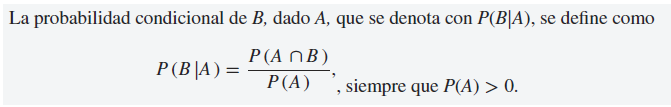 La probabilidad condicional de B, dado A, que se denota con P(B|A), se define como
P(B|A) = P(A ∩ B) / P(A), , siempre que P(A) > 0.